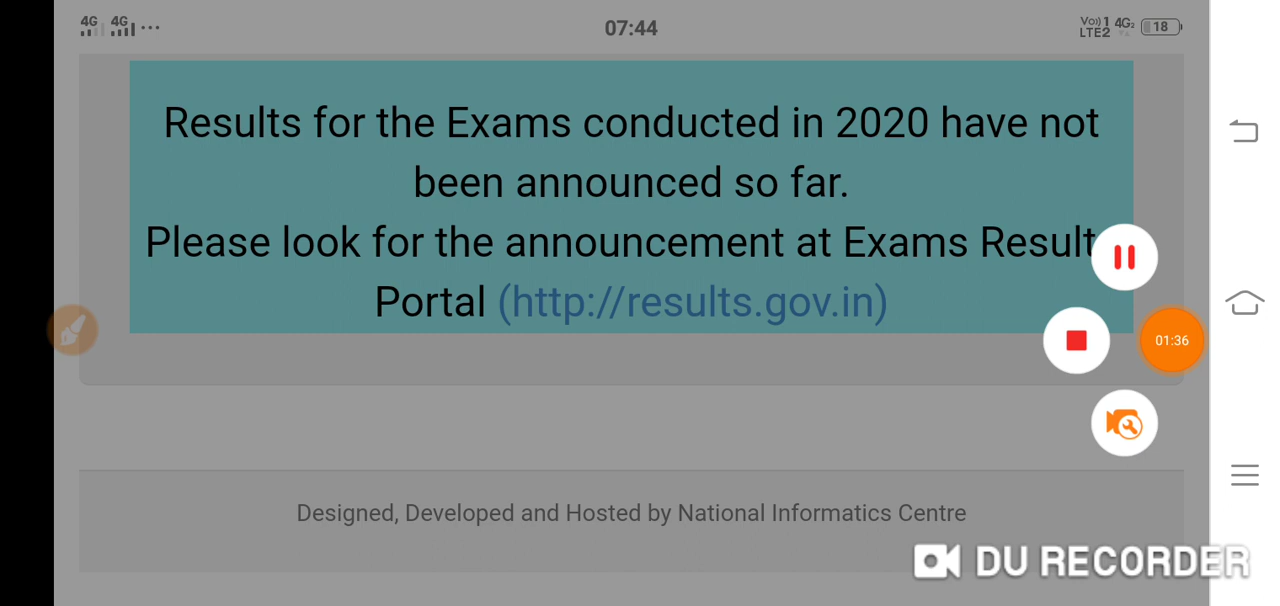 4G 4G ... 07:44 Vo)) 1 4G2 18
LTE2
Results for the Exams conducted in 2020 have not
been announced so far.
Please look for the announcement at Exams Result
Portal (http://results.gov.in)
01:36
Designed, Developed and Hosted by National Informatics Centre
DU RECORDER